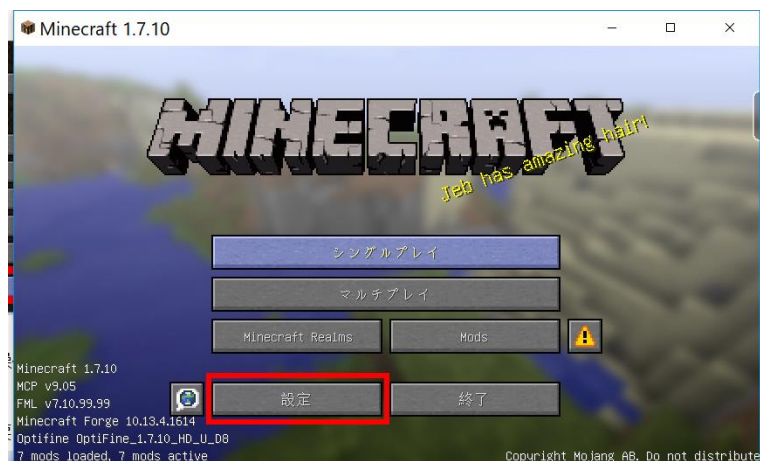 Minecraft 1.7.10
MINECRAFT
Jeb has amazing hair!
シングルプレイ
マルチプレイ
Minecraft Realms Mods
設定 終了
Minecraft 1.7.10
MCP v9.05
FML v7.10.99.99
Minecraft Forge 10.13.4.1614
Optifine OptiFine_1.7.10_HD_U_D8
7 mods loaded, 7 mods active
Copyright Mojang AB. Do not distribute